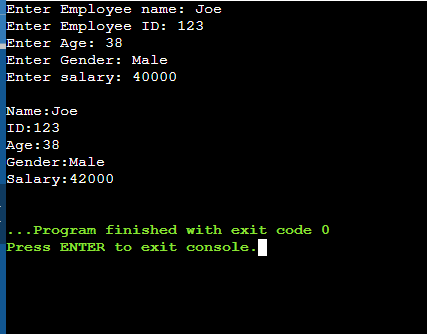 Enter Employee name: Joe
Enter Employee ID: 123
Enter Age: 38
Enter Gender: Male
Enter salary: 40000
Name:Joe
ID:123
Age:38
Gender:Male
Salary:42000
...Program finished with exit code 0
Press ENTER to exit console.